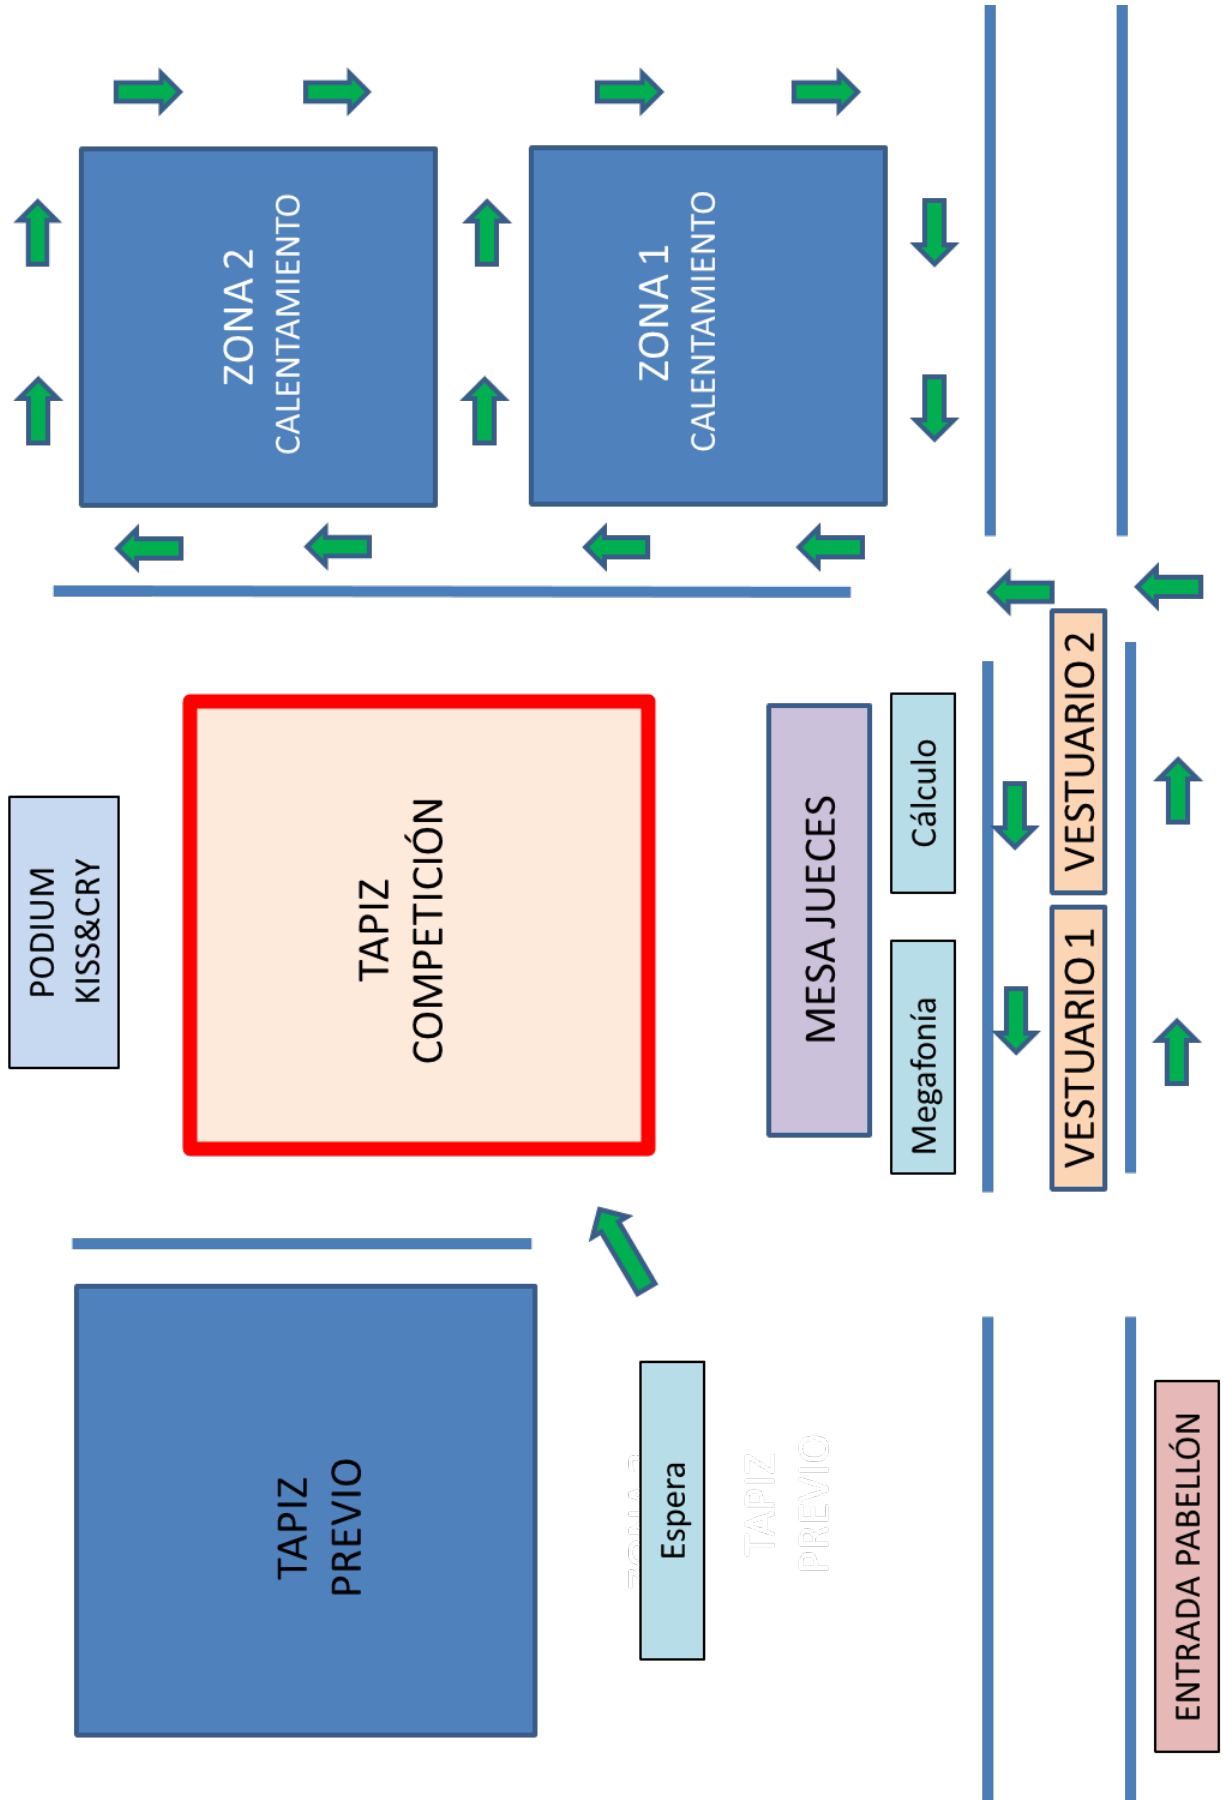 PODIUM
KISS&CRY
TAPIZ
COMPETICIÓN
MESA JUECES
Megafonía
Cálculo
VESTUARIO 1
VESTUARIO 2
ZONA 2
CALENTAMIENTO
ZONA 1
CALENTAMIENTO
TAPIZ
PREVIO
Espera
TAPIZ
PREVIO
ENTRADA PABELLÓN